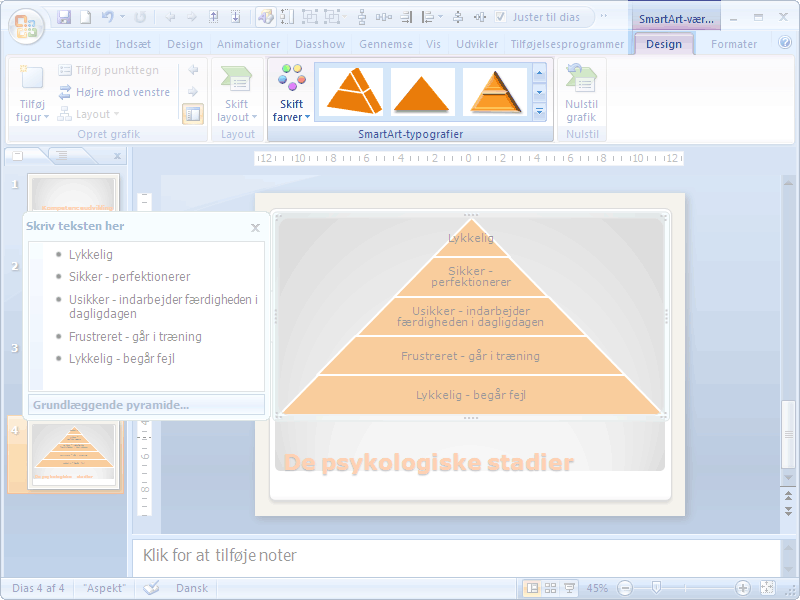 Juster til dias
SmartArt-vær...
Startside Indsæt Design Animationer Diasshow Gennemse Vis Udvikler Tilføjelsesprogrammer Design Formater
Tilføj figur
Tilføj punkttegn
Højre mod venstre
Layout
Opret grafik
Skift layout
Layout
Skift farver
SmartArt-typografier
Nulstil grafik
Nulstil
12 10 8 6 4 2 0 2 4 6 8 10 12
1
2
3
4
Skriv teksten her
Lykkelig
Sikker - perfektionerer
Usikker - indarbejder færdigheden i
dagligdagen
Frustreret - går i træning
Lykkelig - begår fejl
Grundlæggende pyramide...
Lykkelig
Sikker -
perfektionerer
Usikker - indarbejder
færdigheden i dagligdagen
Frustreret - går i træning
Lykkelig - begår fejl
De psykologiske stadier
4
6
8
Klik for at tilføje noter
Dias 4 af 4 "Aspekt" Dansk 45%